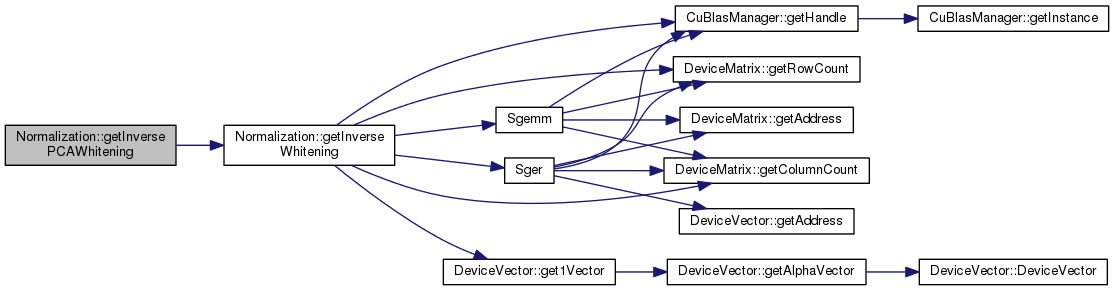 Normalization::getInverse
PCAWhitening
Normalization::getInverse
Whitening
CuBlasManager::getHandle
CuBlasManager::getInstance
DeviceMatrix::getRowCount
Sgemm
DeviceMatrix::getAddress
Sger
DeviceMatrix::getColumnCount
DeviceVector::getAddress
DeviceVector::get1Vector
DeviceVector::getAlphaVector
DeviceVector::DeviceVector